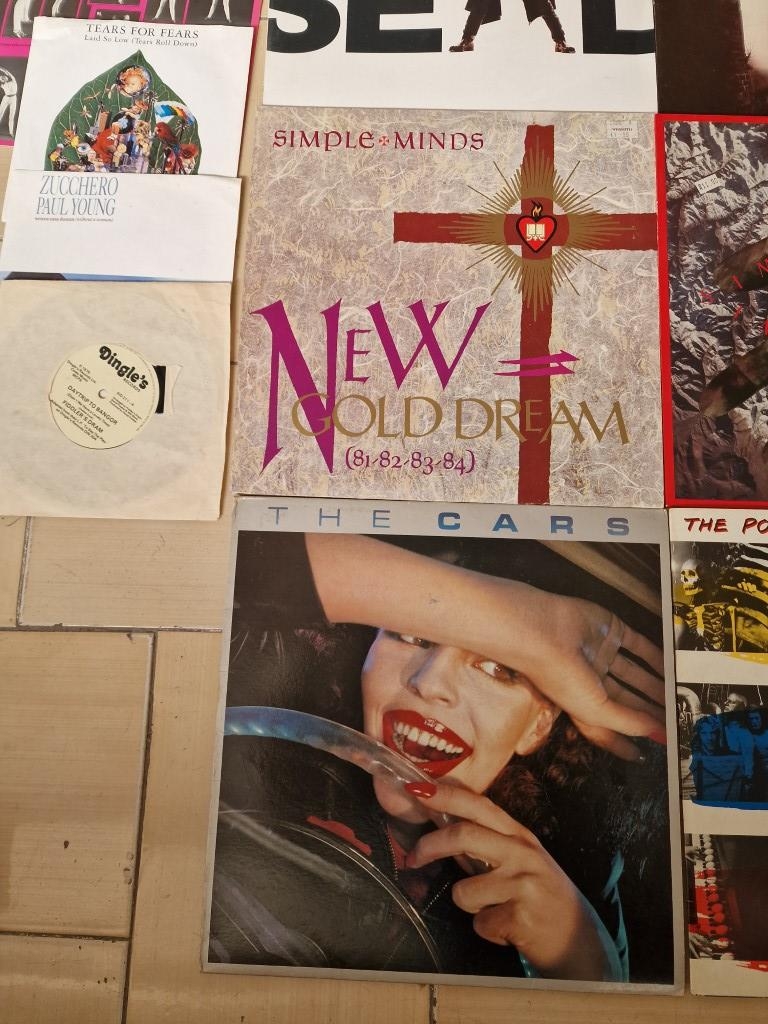 TEARS FOR FEARS
Laid So Low (Tears Roll Down)
ZUCCHERO
PAUL YOUNG
Dingle's
RECORDS
DAYTRIP TO BANGOR
FIDDLER'S DRAM
SEAL
SIMPLE MINDS
NEW
GOLD DREAM
(81-82-83-84)
THE CARS
THE PO